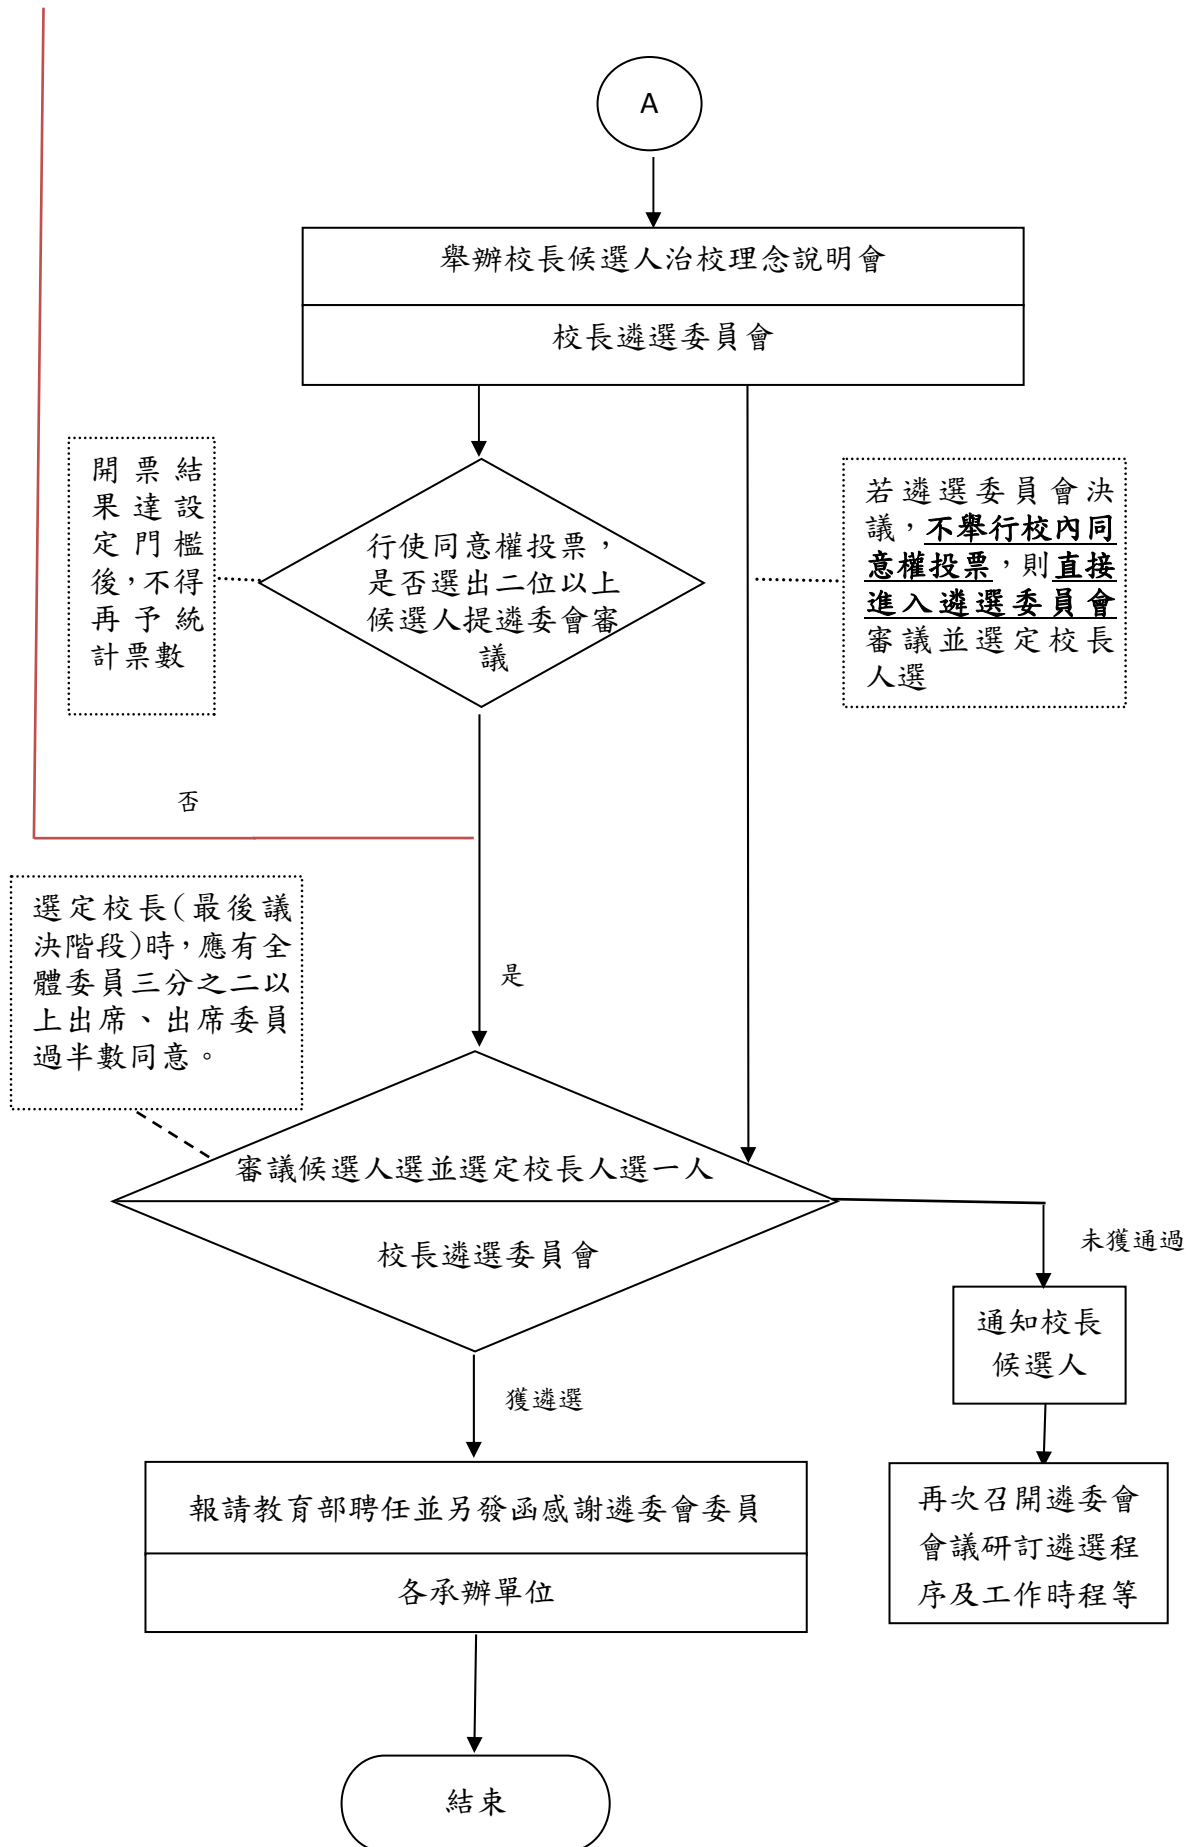 A
舉辦校長候選人治校理念說明會
校長遴選委員會
開票結
果達設
定門檻
後，不得
再予統
計票數
行使同意權投票，
是否選出二位以上
候選人提遴委會審
議
若遴選委員會決
議，不舉行校內同
意權投票，則直接
進入遴選委員會
審議並選定校長
人選
否
選定校長(最後議
決階段)時，應有全
體委員三分之二以
上出席、出席委員
過半數同意。
是
審議候選人選並選定校長人選一人
校長遴選委員會
未獲通過
通知校長
候選人
獲遴選
報請教育部聘任並另發函感謝遴委會委員
各承辦單位
再次召開遴委會
會議研訂遴選程
序及工作時程等
結束